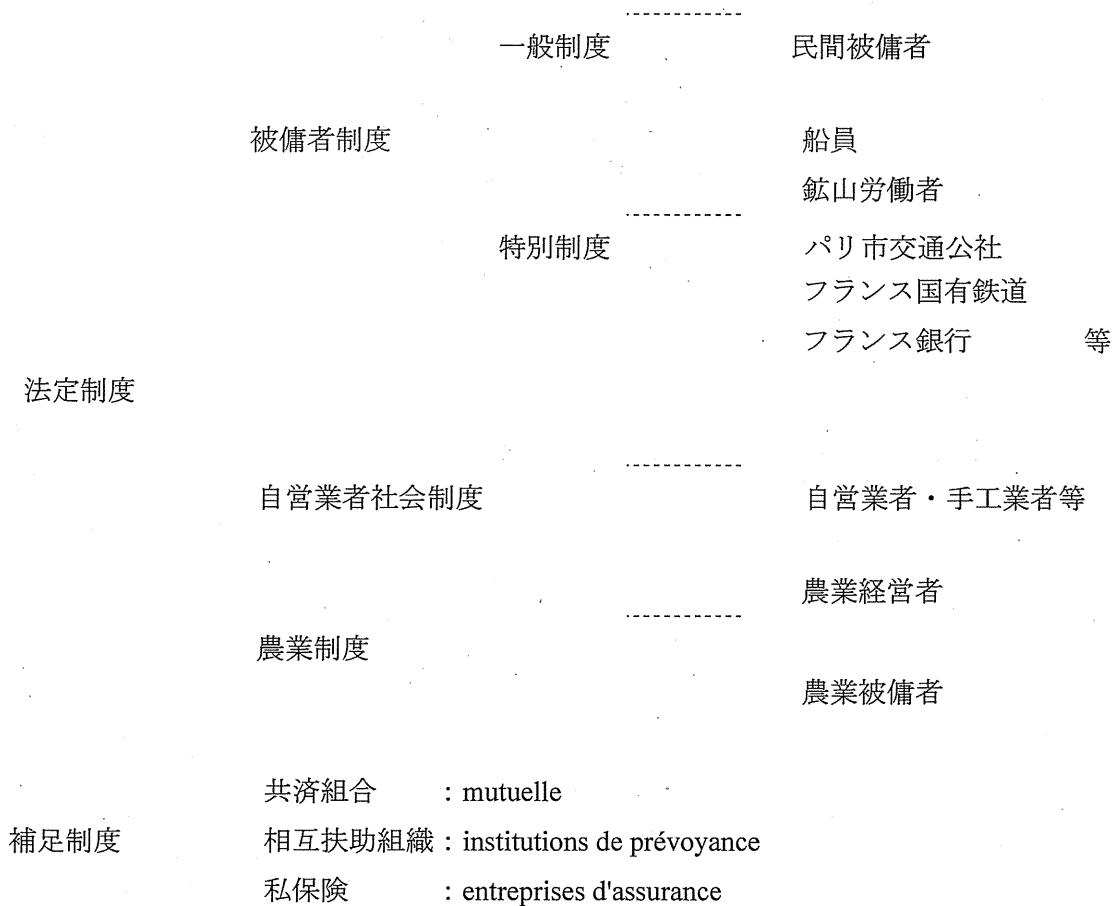 一般制度 民間被傭者
被傭者制度 船員
鉱山労働者
特別制度 パリ市交通公社
フランス国有鉄道
フランス銀行 等
法定制度
自営業者社会制度 自営業者・手工業者等
農業経営者
農業制度
農業被傭者
共済組合 : mutuelle
補足制度 相互扶助組織 : institutions de prévoyance
私保険 : entreprises d'assurance